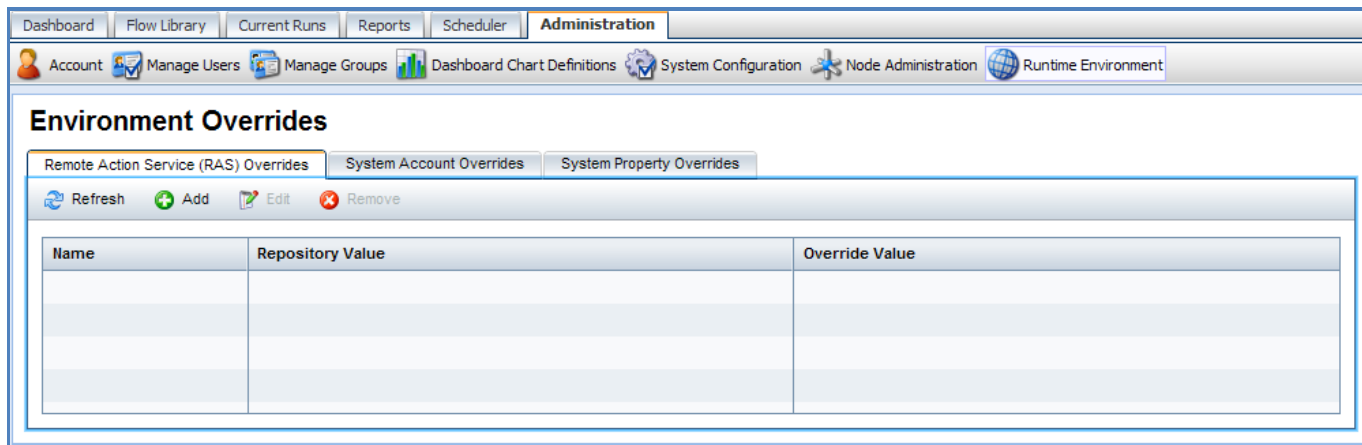 Dashboard Flow Library Current Runs Reports Scheduler Administration
Account Manage Users Manage Groups Dashboard Chart Definitions System Configuration Node Administration Runtime Environment
Environment Overrides
Remote Action Service (RAS) Overrides System Account Overrides System Property Overrides
Refresh Add Edit Remove
Name Repository Value Override Value